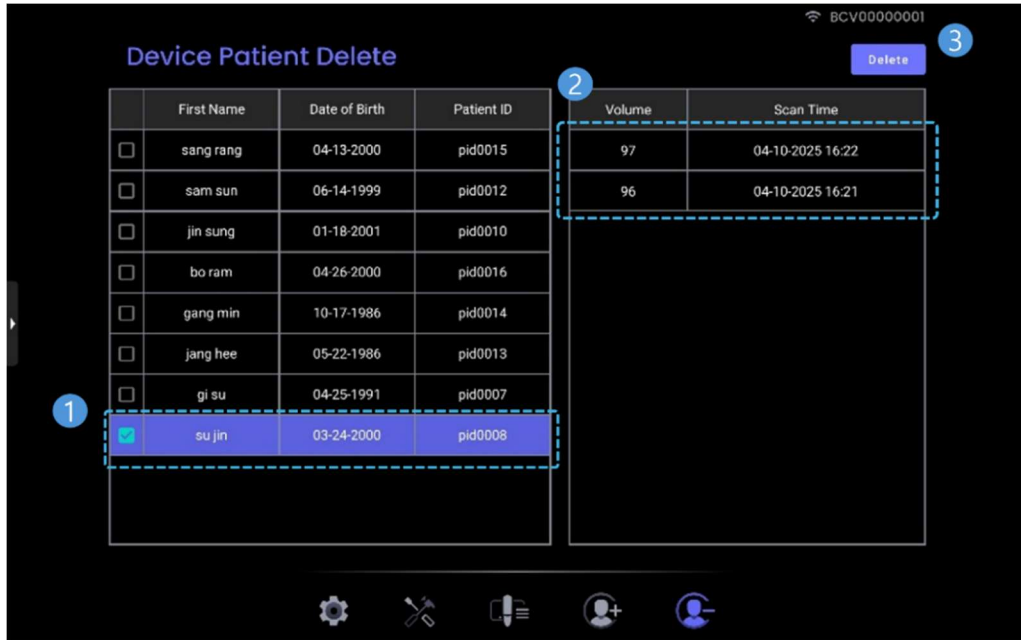 BCV00000001
Device Patient Delete
Delete
3
2
First Name Date of Birth Patient ID
Volume Scan Time
sang rang 04-13-2000 pid0015
97 04-10-2025 16:22
sam sun 06-14-1999 pid0012
96 04-10-2025 16:21
jin sung 01-18-2001 pid0010
bo ram 04-26-2000 pid0016
gang min 10-17-1986 pid0014
jang hee 05-22-1986 pid0013
gi su 04-25-1991 pid0007
1
su jin 03-24-2000 pid0008